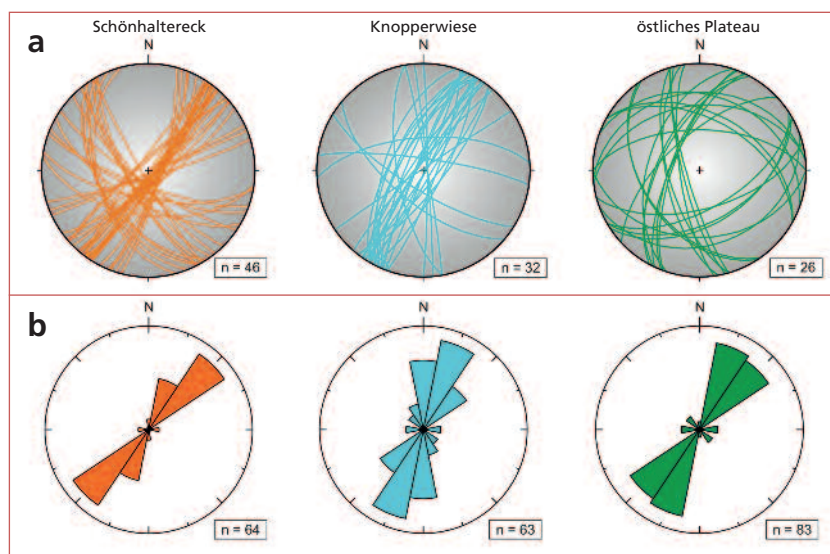 a
Schönhaltereck
Knopperwiese
östliches Plateau
N
N
N
n = 46
n = 32
n = 26
b
N
N
N
n = 64
n = 63
n = 83